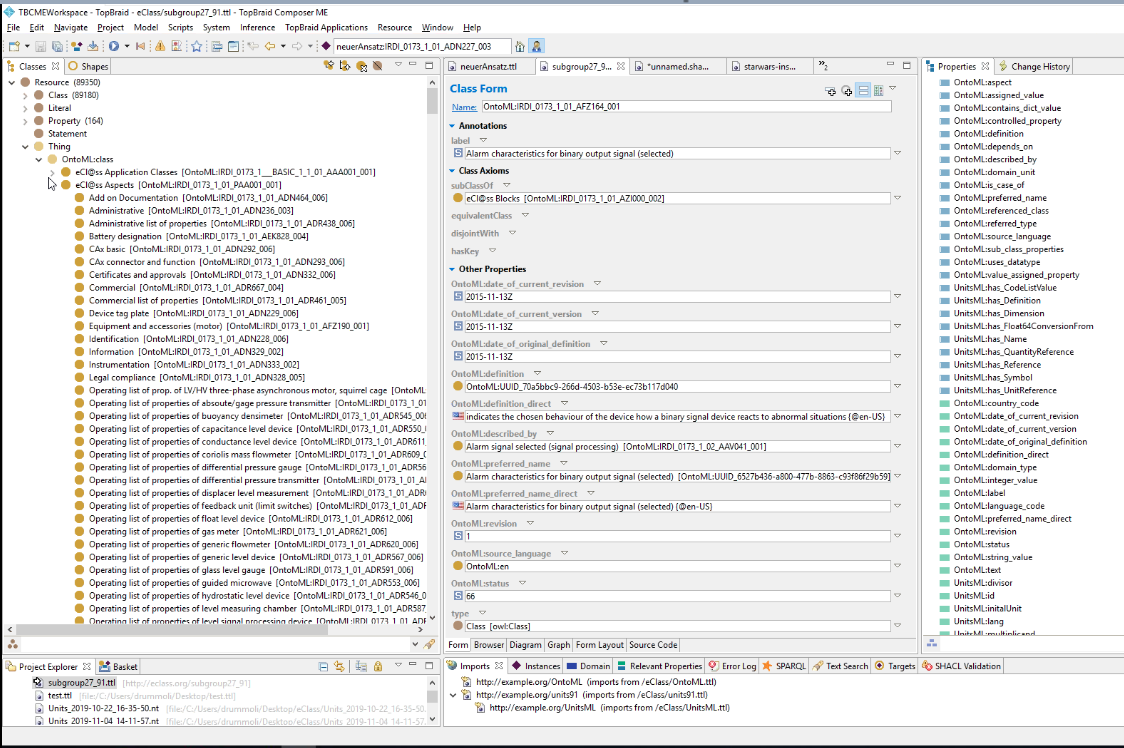 TBCMEWorkspace - TopBraid - eClass/subgroup27_91.ttl - TopBraid Composer ME
File Edit Navigate Project Model Scripts System Inference TopBraid Applications Resource Window Help
neuerAnsatz:IRDI_0173_1_01_ADN227_003
Classes Shapes
Resource (89350)
Class (89180)
Literal
Property (164)
Statement
Thing
OntoML:class
eCl@ss Application Classes [OntoML:IRDI_0173_1___BASIC_1_1_01_AAA001_001]
eCl@ss Aspects [OntoML:IRDI_0173_1_01_PAA001_001]
Add on Documentation [OntoML:IRDI_0173_1_01_ADN464_006]
Administrative [OntoML:IRDI_0173_1_01_ADN236_003]
Administrative list of properties [OntoML:IRDI_0173_1_01_ADR438_006]
Battery designation [OntoML:IRDI_0173_1_01_AEK828_004]
CAx basic [OntoML:IRDI_0173_1_01_ADN292_006]
CAx connector and function [OntoML:IRDI_0173_1_01_ADN293_006]
Certificates and approvals [OntoML:IRDI_0173_1_01_ADN332_006]
Commercial [OntoML:IRDI_0173_1_01_ADR667_004]
Commercial list of properties [OntoML:IRDI_0173_1_01_ADR461_005]
Device tag plate [OntoML:IRDI_0173_1_01_ADN229_006]
Equipment and accessories (motor) [OntoML:IRDI_0173_1_01_AFZ190_001]
Identification [OntoML:IRDI_0173_1_01_ADN228_006]
Information [OntoML:IRDI_0173_1_01_ADN329_002]
Instrumentation [OntoML:IRDI_0173_1_01_ADN333_002]
Legal compliance [OntoML:IRDI_0173_1_01_ADN328_005]
Operating list of prop. of LV/HV three-phase asynchronous motor, squirrel cage [OntoML
Operating list of properties of absoute/gage pressure transmitter [OntoML:IRDI_0173_1
Operating list of properties of buoyancy densimeter [OntoML:IRDI_0173_1_01_ADR545_00
Operating list of properties of capacitance level device [OntoML:IRDI_0173_1_01_ADR550_
Operating list of properties of conductance level device [OntoML:IRDI_0173_1_01_ADR611_
Operating list of properties of coriolis mass flowmeter [OntoML:IRDI_0173_1_01_ADR609_0
Operating list of properties of differential pressure gauge [OntoML:IRDI_0173_1_01_ADR56
Operating list of properties of differential pressure transmitter [OntoML:IRDI_0173_1_01_A
Operating list of properties of displacer level measurement [OntoML:IRDI_0173_1_01_ADR
Operating list of properties of feedback unit (limit switches) [OntoML:IRDI_0173_1_01_ADF
Operating list of properties of float level device [OntoML:IRDI_0173_1_01_ADR612_006]
Operating list of properties of gas meter [OntoML:IRDI_0173_1_01_ADR621_006]
Operating list of properties of generic flowmeter [OntoML:IRDI_0173_1_01_ADR620_006]
Operating list of properties of generic level device [OntoML:IRDI_0173_1_01_ADR567_006]
Operating list of properties of glass level gauge [OntoML:IRDI_0173_1_01_ADR591_006]
Operating list of properties of guided microwave [OntoML:IRDI_0173_1_01_ADR553_006]
Operating list of properties of hydrostatic level device [OntoML:IRDI_0173_1_01_ADR546_0
Operating list of properties of level measuring chamber [OntoML:IRDI_0173_1_01_ADR587
Operating list of properties of level signal processing device [OntoML:IRDI_0173_1_01_ADF
neuerAnsatz.ttl subgroup27_9... *unnamed.sha... starwars-ins... »2
Class Form
Name: OntoML:IRDI_0173_1_01_AFZ164_001
Annotations
label
Alarm characteristics for binary output signal (selected)
Class Axioms
subClassOf
eCl@ss Blocks [OntoML:IRDI_0173_1_01_AZI000_002]
equivalentClass
disjointWith
hasKey
Other Properties
OntoML:date_of_current_revision
2015-11-13Z
OntoML:date_of_current_version
2015-11-13Z
OntoML:date_of_original_definition
2015-11-13Z
OntoML:definition
OntoML:UUID_70a5bbc9-266d-4503-b53e-ec73b117d040
OntoML:definition_direct
indicates the chosen behaviour of the device how a binary signal device reacts to abnormal situations {@en-US}
OntoML:described_by
Alarm signal selected (signal processing) [OntoML:IRDI_0173_1_02_AAV041_001]
OntoML:preferred_name
Alarm characteristics for binary output signal (selected) [OntoML:UUID_6527b436-a800-477b-8863-c93f86f29b59]
OntoML:preferred_name_direct
Alarm characteristics for binary output signal (selected) {@en-US}
OntoML:revision
1
OntoML:source_language
OntoML:en
OntoML:status
66
type
Class [owl:Class]
Form Browser Diagram Graph Form Layout Source Code
Properties Change History
OntoML:aspect
OntoML:assigned_value
OntoML:contains_dict_value
OntoML:controlled_property
OntoML:definition
OntoML:depends_on
OntoML:described_by
OntoML:domain_unit
OntoML:is_case_of
OntoML:preferred_name
OntoML:referenced_class
OntoML:referred_type
OntoML:source_language
OntoML:sub_class_properties
OntoML:uses_datatype
OntoML:value_assigned_property
UnitsML:has_CodeListValue
UnitsML:has_Definition
UnitsML:has_Dimension
UnitsML:has_Float64ConversionFrom
UnitsML:has_Name
UnitsML:has_QuantityReference
UnitsML:has_Reference
UnitsML:has_Symbol
UnitsML:has_UnitReference
OntoML:country_code
OntoML:date_of_current_revision
OntoML:date_of_current_version
OntoML:date_of_original_definition
OntoML:definition_direct
OntoML:domain_type
OntoML:integer_value
OntoML:label
OntoML:language_code
OntoML:preferred_name_direct
OntoML:revision
OntoML:status
OntoML:string_value
OntoML:text
UnitsML:divisor
UnitsML:id
UnitsML:initalUnit
UnitsML:lang
UnitsML:multiplicand
Project Explorer Basket
subgroup27_91.ttl [http://eclass.org/subgroup27_91]
test.ttl [file:/C:/Users/drummoli/Desktop/test.ttl]
Units_2019-10-22_16-35-50.nt [file:/C:/Users/drummoli/Desktop/eClass/Units_2019-10-22_16-35-50.
Units_2019-11-04_14-11-57.nt [file:/C:/Users/drummoli/Desktop/eClass/Units_2019-11-04_14-11-57.
Imports Instances Domain Relevant Properties Error Log SPARQL Text Search Targets SHACL Validation
http://example.org/OntoML (imports from /eClass/OntoML.ttl)
http://example.org/units91 (imports from /eClass/units91.ttl)
http://example.org/UnitsML (imports from /eClass/UnitsML.ttl)